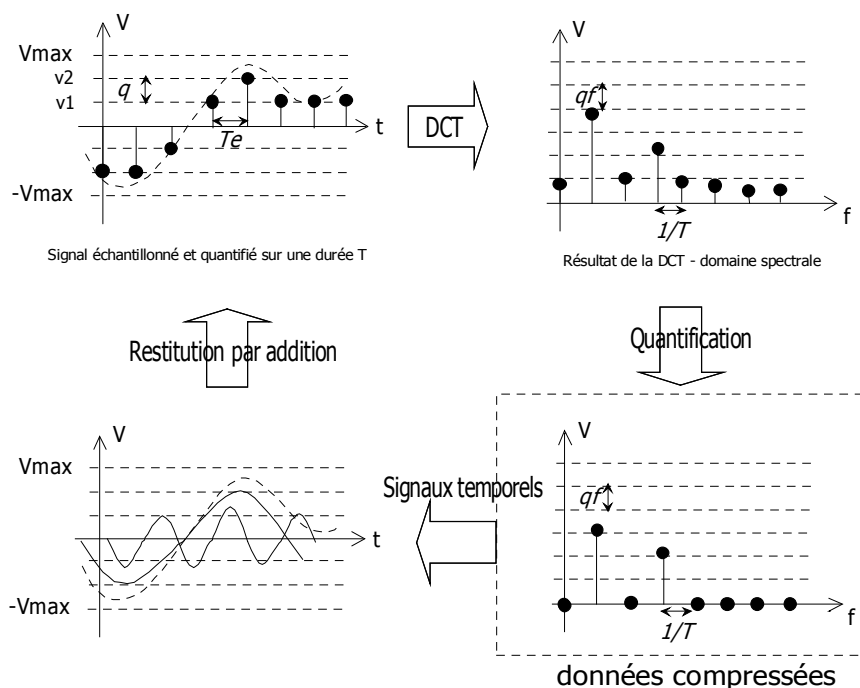 V
Vmax
v2
q
v1
Te
t
-Vmax
Signal échantillonné et quantifié sur une durée T
DCT
V
qf
1/T
f
Résultat de la DCT - domaine spectrale
Restitution par addition
Quantification
V
Vmax
t
-Vmax
Signaux temporels
V
qf
1/T
f
données compressées